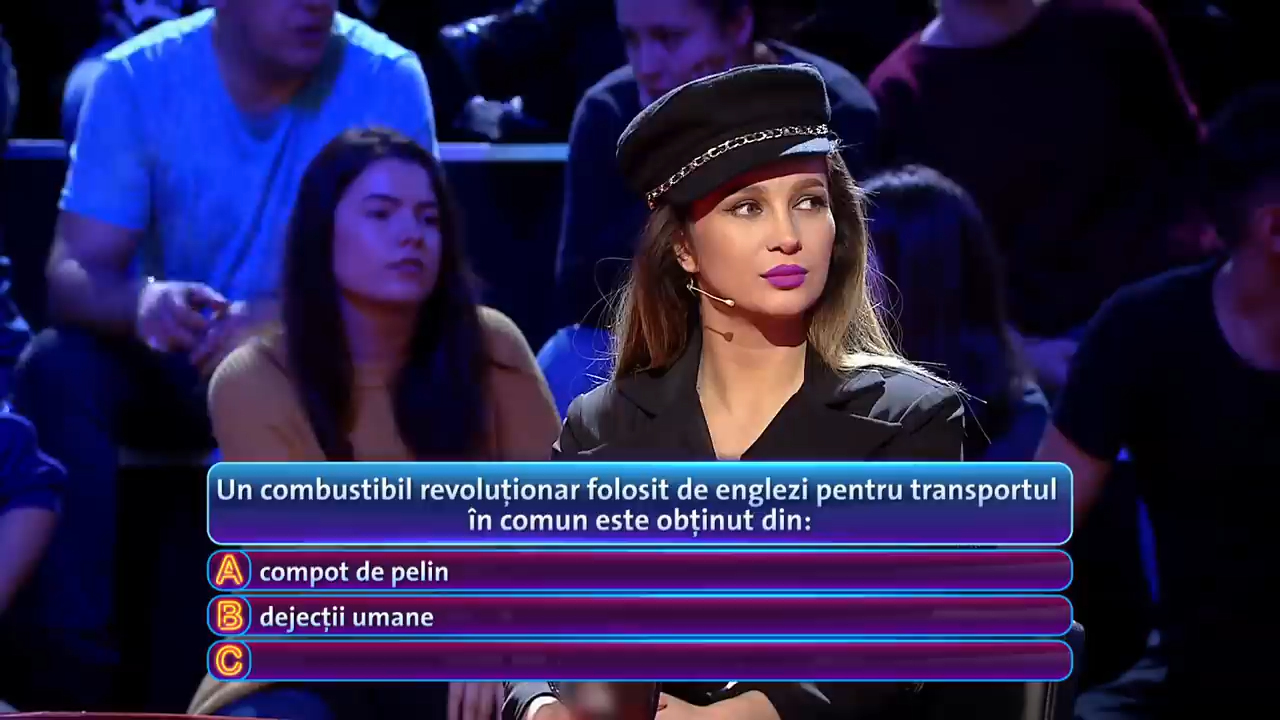 Un combustibil revoluționar folosit de englezi pentru transportul
în comun este obținut din:
A compot de pelin
B dejecții umane
C